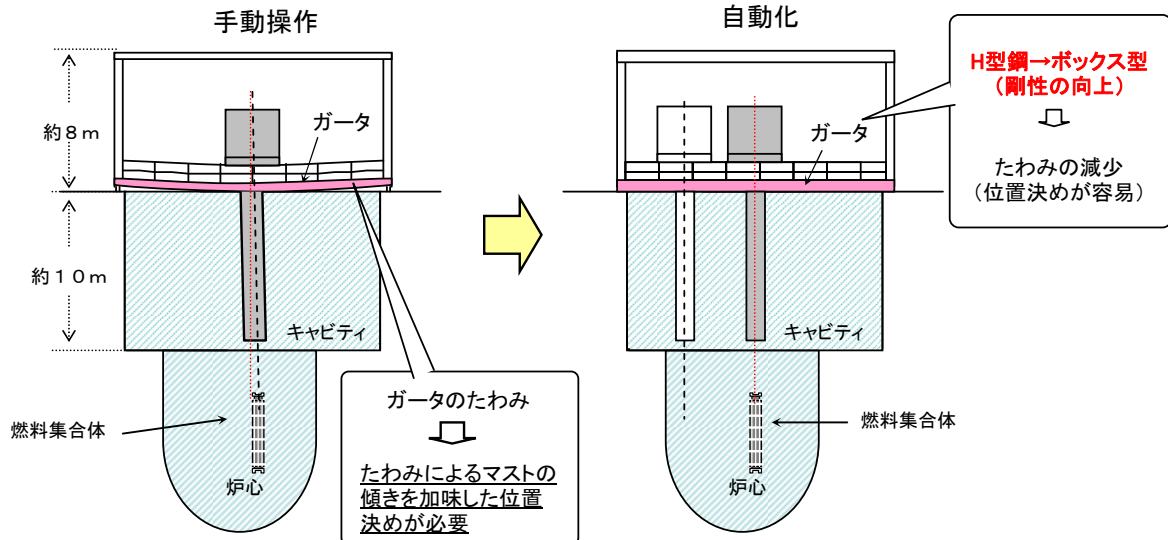 手動操作
約8m
ガータ
約10m
キャビティ
燃料集合体
炉心
ガータのたわみ
たわみによるマストの
傾きを加味した位置
決めが必要
自動化
ガータ
キャビティ
燃料集合体
炉心
H型鋼→ボックス型
(剛性の向上)
たわみの減少
(位置決めが容易)